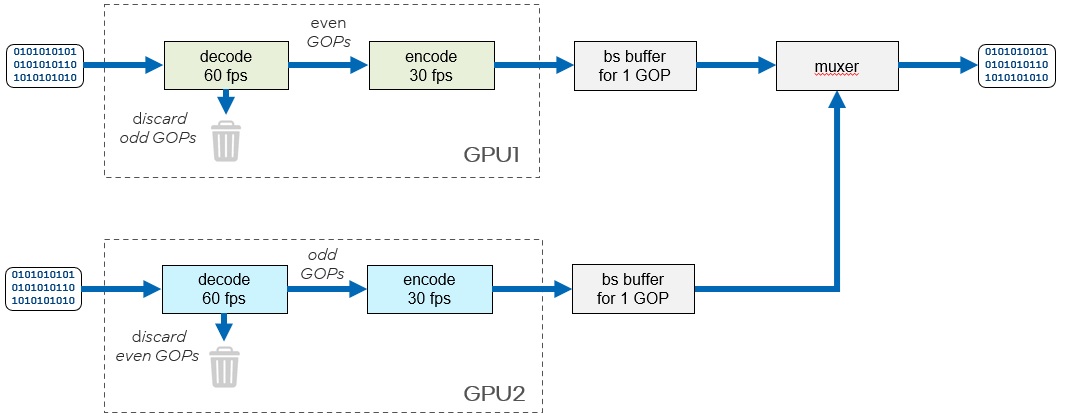 0101010101
0101010110
1010101010
decode
60 fps
even
GOPs
encode
30 fps
bs buffer
for 1 GOP
muxer
0101010101
0101010110
1010101010
discard
odd GOPs
GPU1
0101010101
0101010110
1010101010
decode
60 fps
odd
GOPs
encode
30 fps
bs buffer
for 1 GOP
discard
even GOPs
GPU2